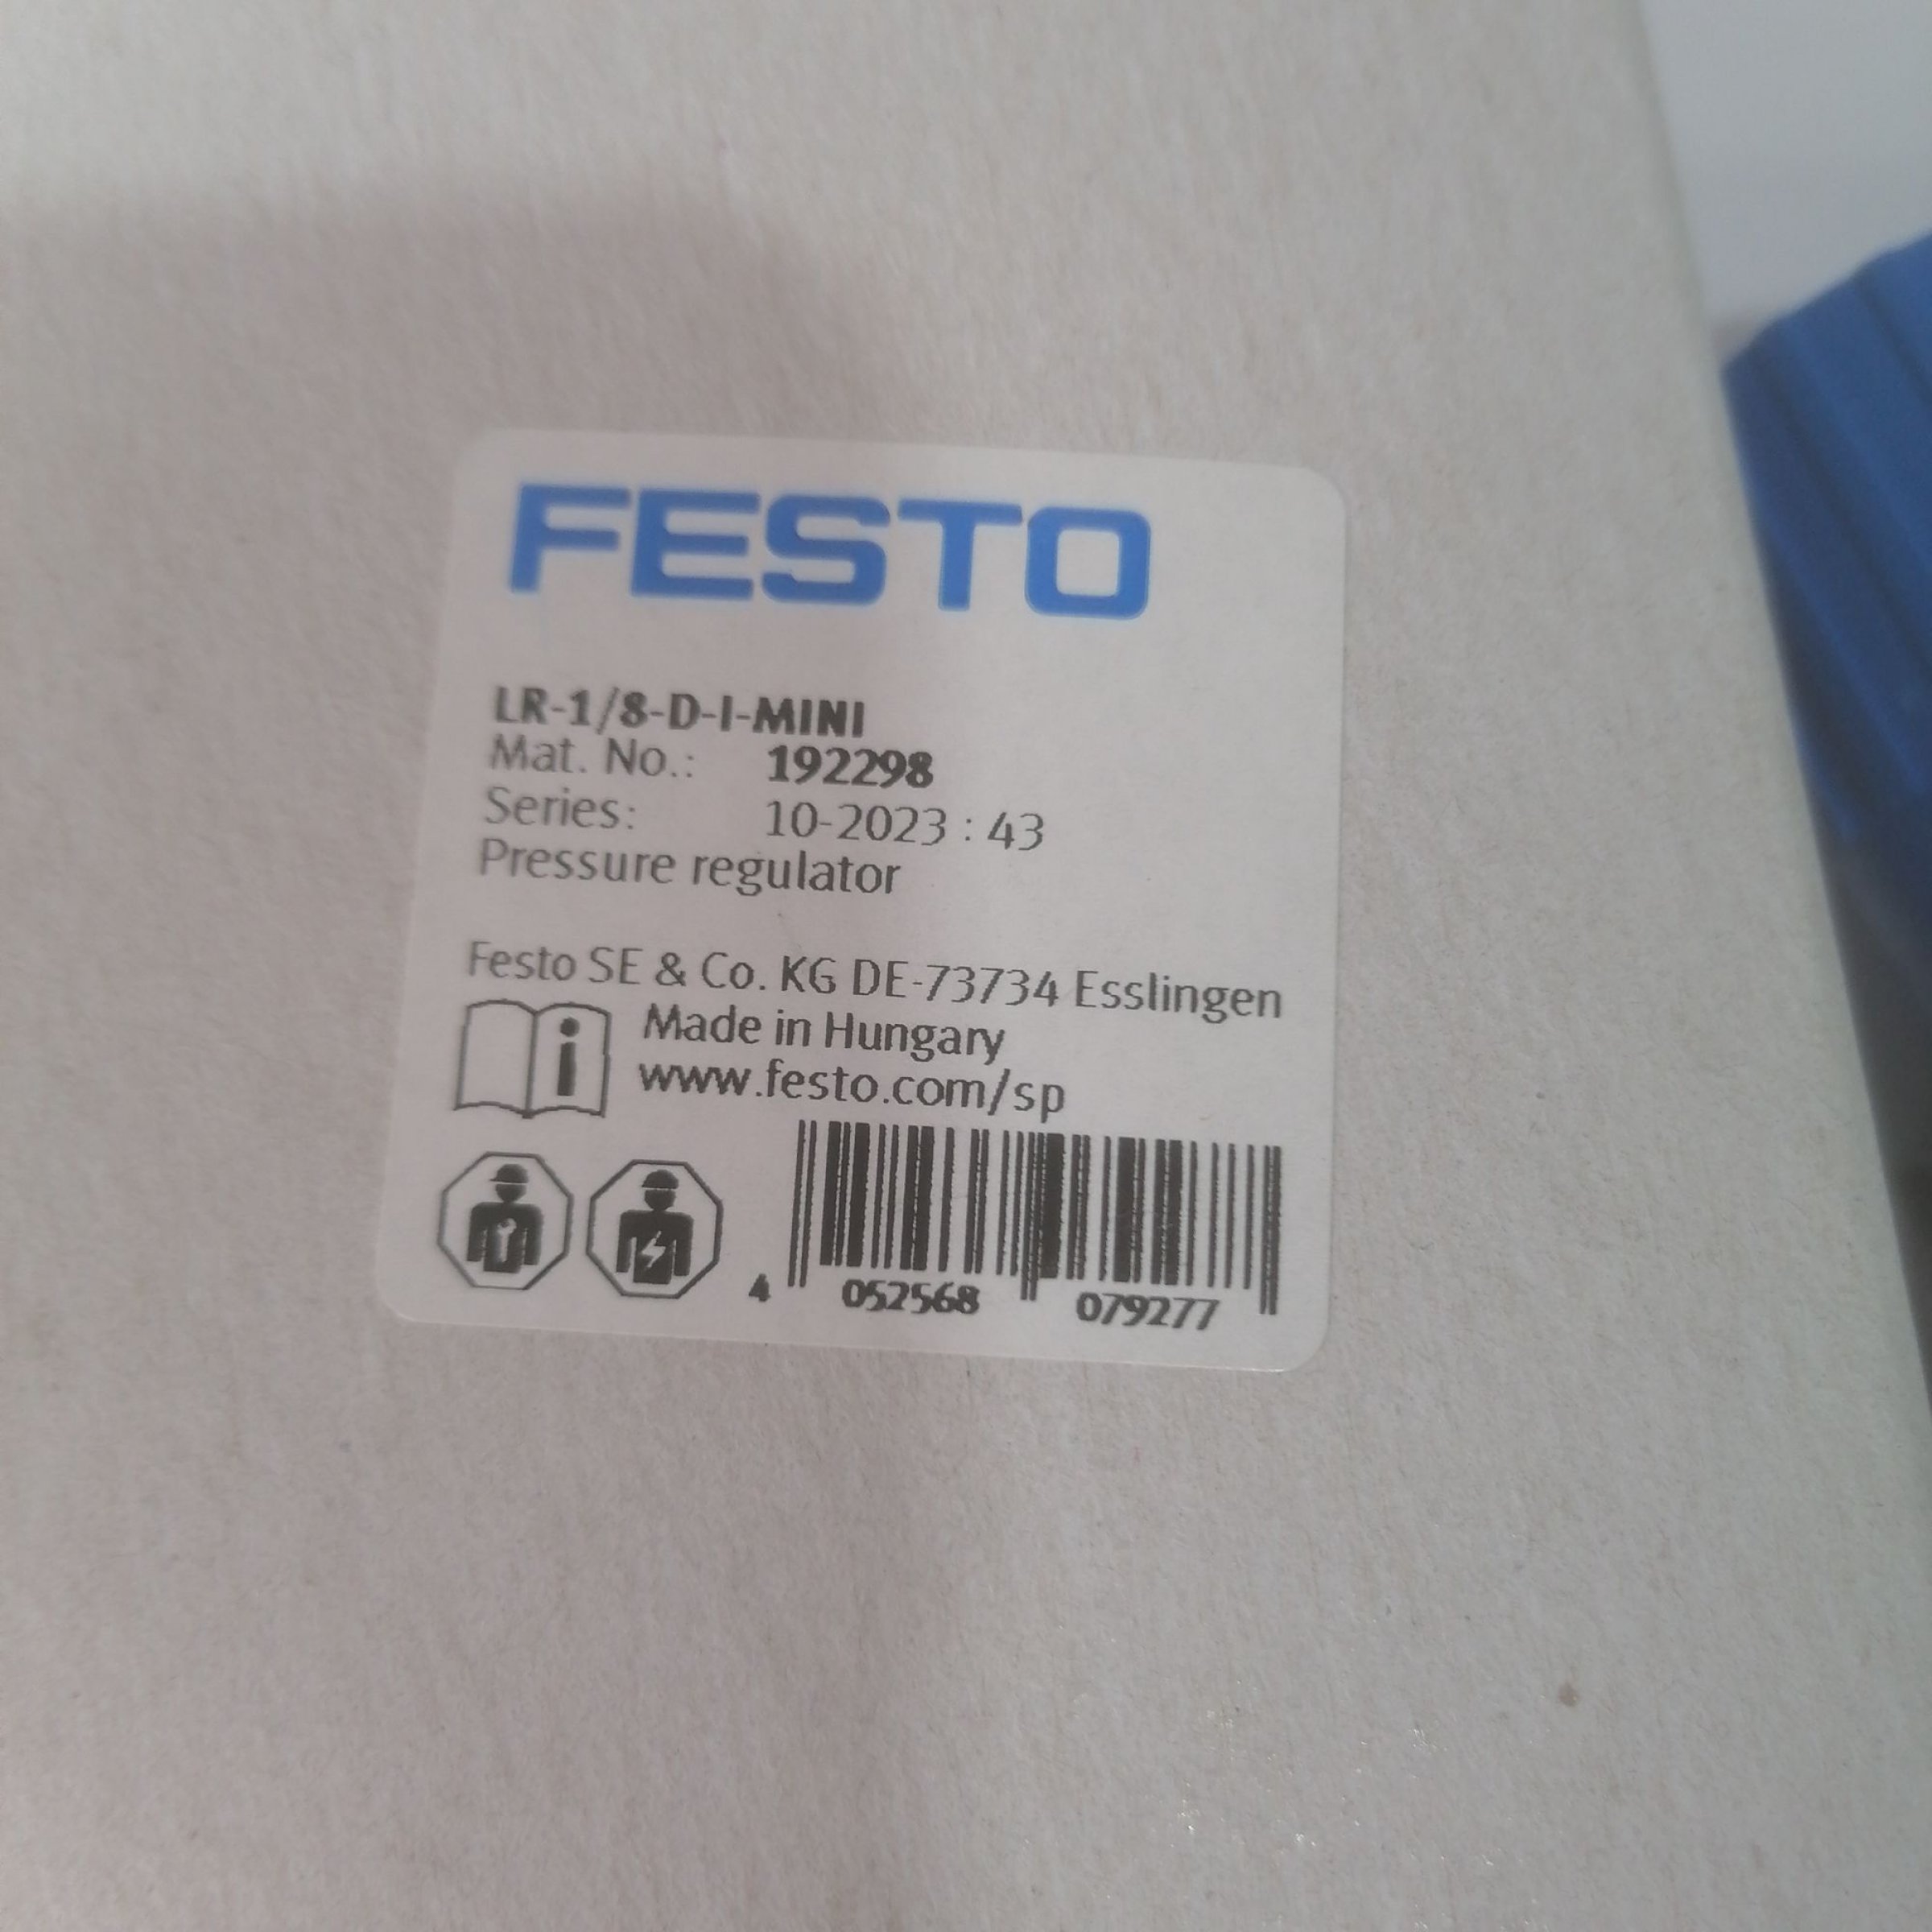 FESTO
LR-1/8-D-I-MINI
Mat. No.: 192298
Series: 10-2023 : 43
Pressure regulator
Festo SE & Co. KG DE-73734 Esslingen
Made in Hungary
www.festo.com/sp
4 052568 079277